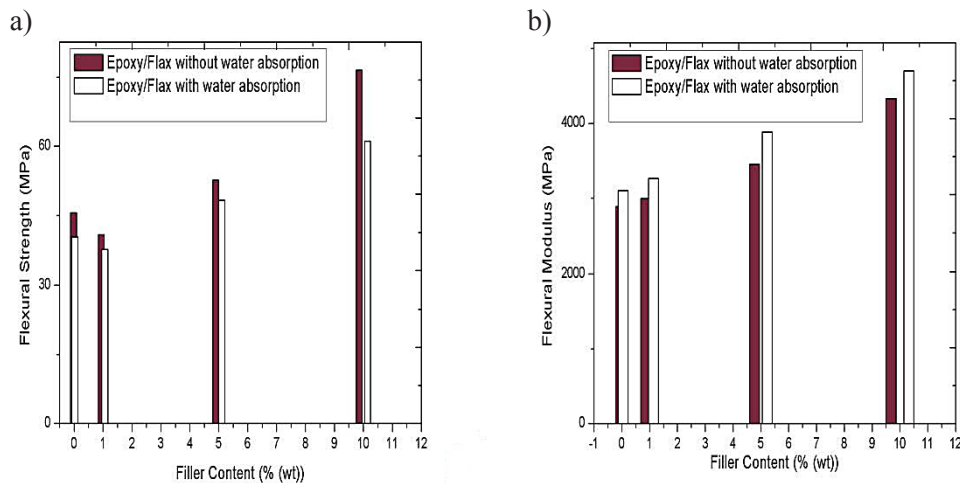 a)
Epoxy/Flax without water absorption
Epoxy/Flax with water absorption
Flexural Strength (MPa)
60
30
0
0 1 2 3 4 5 6 7 8 9 10 11 12
Filler Content (% (wt))
b)
Epoxy/Flax without water absorption
Epoxy/Flax with water absorption
Flexural Modulus (MPa)
4000
2000
0
-1 0 1 2 3 4 5 6 7 8 9 10 11 12
Filler Content (% (wt))